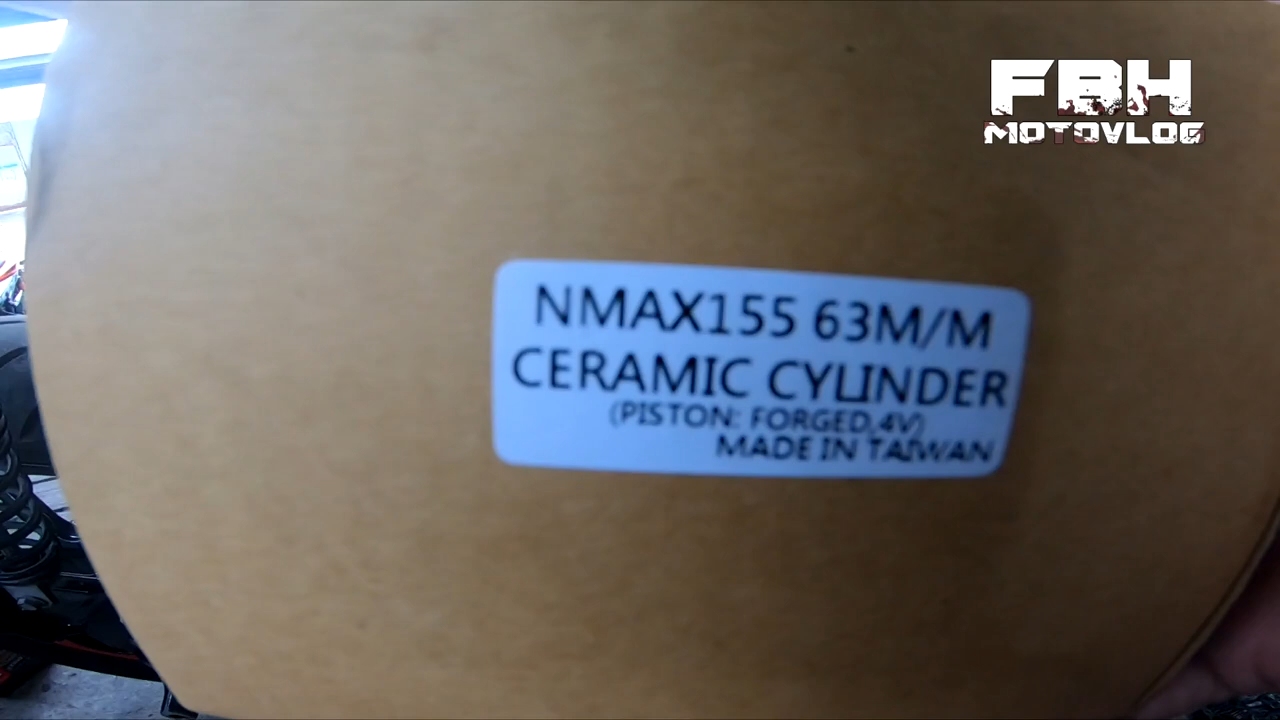 FBH
MOTOVLOG
NMAX155 63M/M
CERAMIC CYLINDER
(PISTON: FORGED,4V)
MADE IN TAIWAN